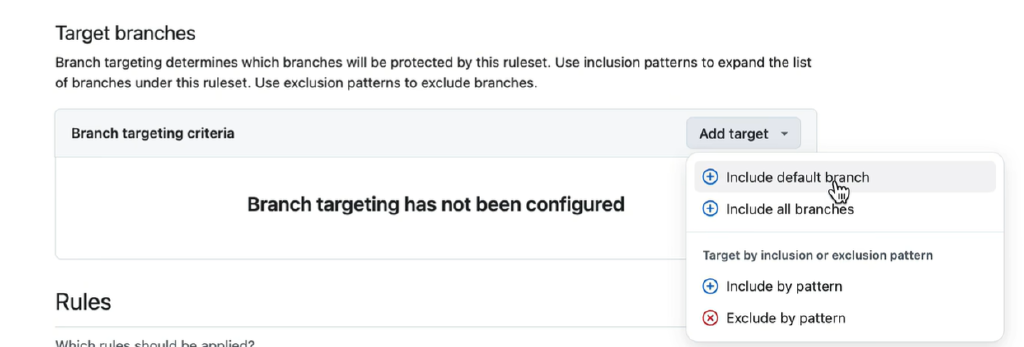 Target branches
Branch targeting determines which branches will be protected by this ruleset. Use inclusion patterns to expand the list
of branches under this ruleset. Use exclusion patterns to exclude branches.
Branch targeting criteria
Add target
Include default branch
Include all branches
Branch targeting has not been configured
Target by inclusion or exclusion pattern
Include by pattern
Exclude by pattern
Rules
Which rules should be applied?